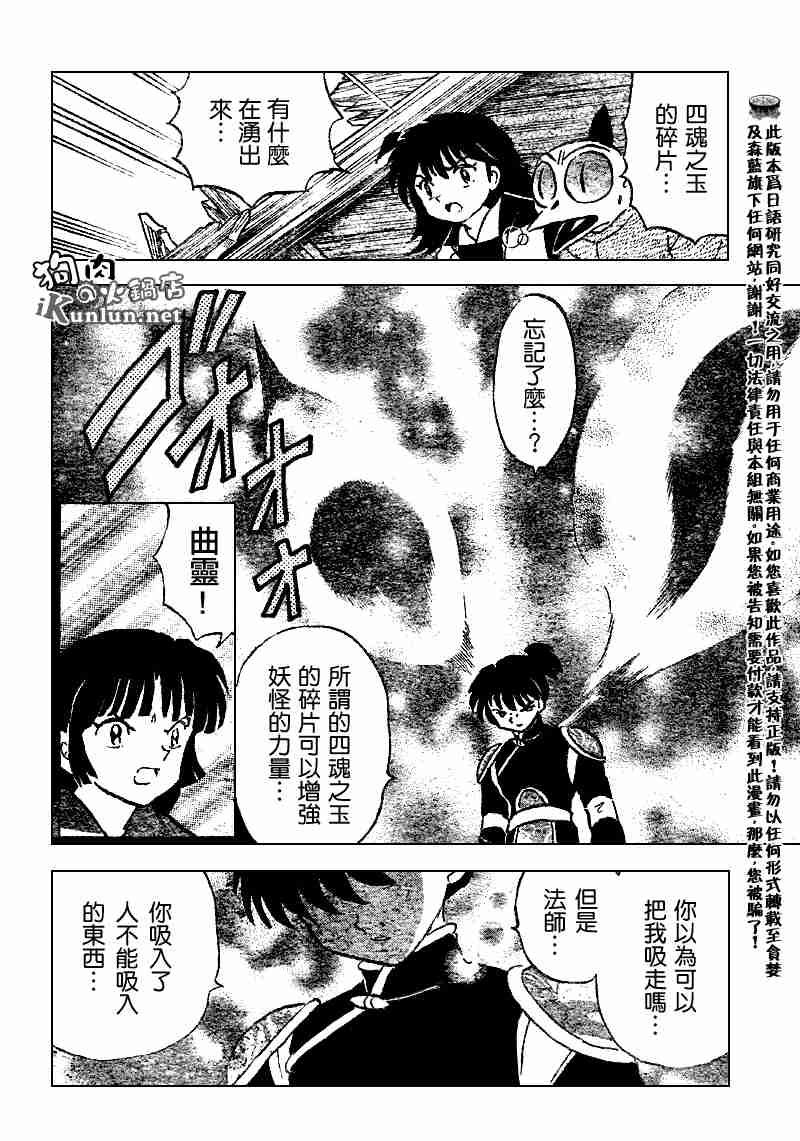 四魂之玉
的碎片…
有什麼
在湧出
來…
狗肉の火鍋店
iKunlun.net
忘記了麼…？
グォォォォ
曲靈！
所謂的四魂之玉
的碎片可以增強
妖怪的力量…
你以為可以
把我吸走嗎…
但是
法師…
你吸入了
人不能吸入
的東西…
此版本爲日語研究同好交流之用，請勿用于任何商業用途。如您喜歡此作品，請支持正版！請勿以任何形式轉載至貪婪
及森藍旗下任何網站，謝謝！一切法律責任與本組無關。如果您被告知需要付款才能看到此漫畫，那麼，您被騙了！